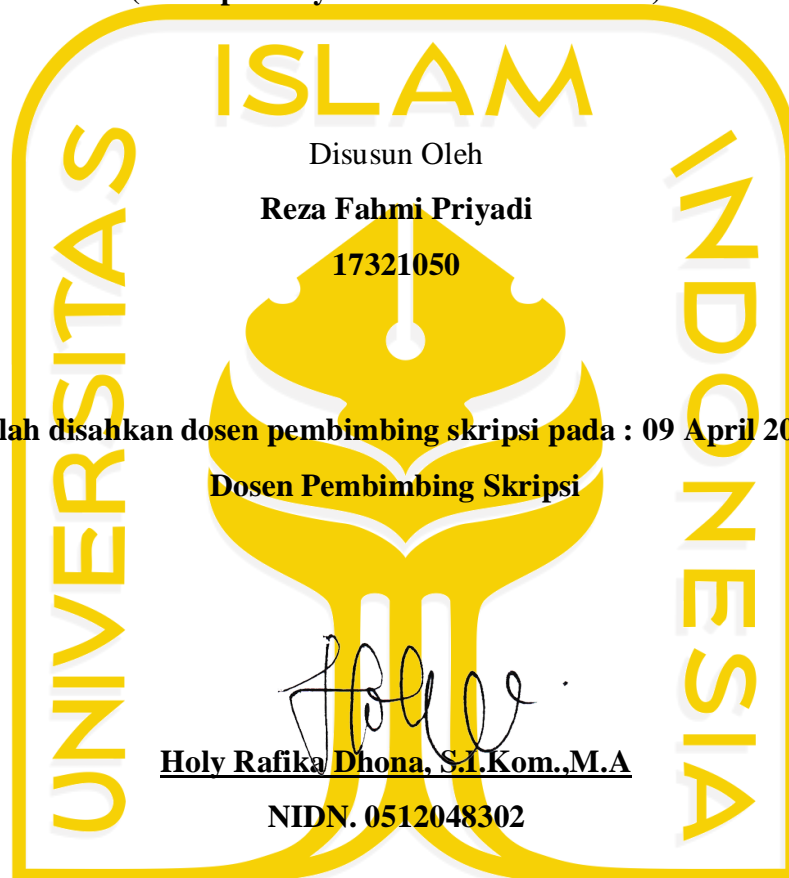 ISLAM
UNIVERSITAS
INDONESIA
Disusun Oleh
Reza Fahmi Priyadi
17321050
lah disahkan dosen pembimbing skripsi pada : 09 April 20
Dosen Pembimbing Skripsi
Holy Rafika Dhona, S.I.Kom.,M.A
NIDN. 0512048302